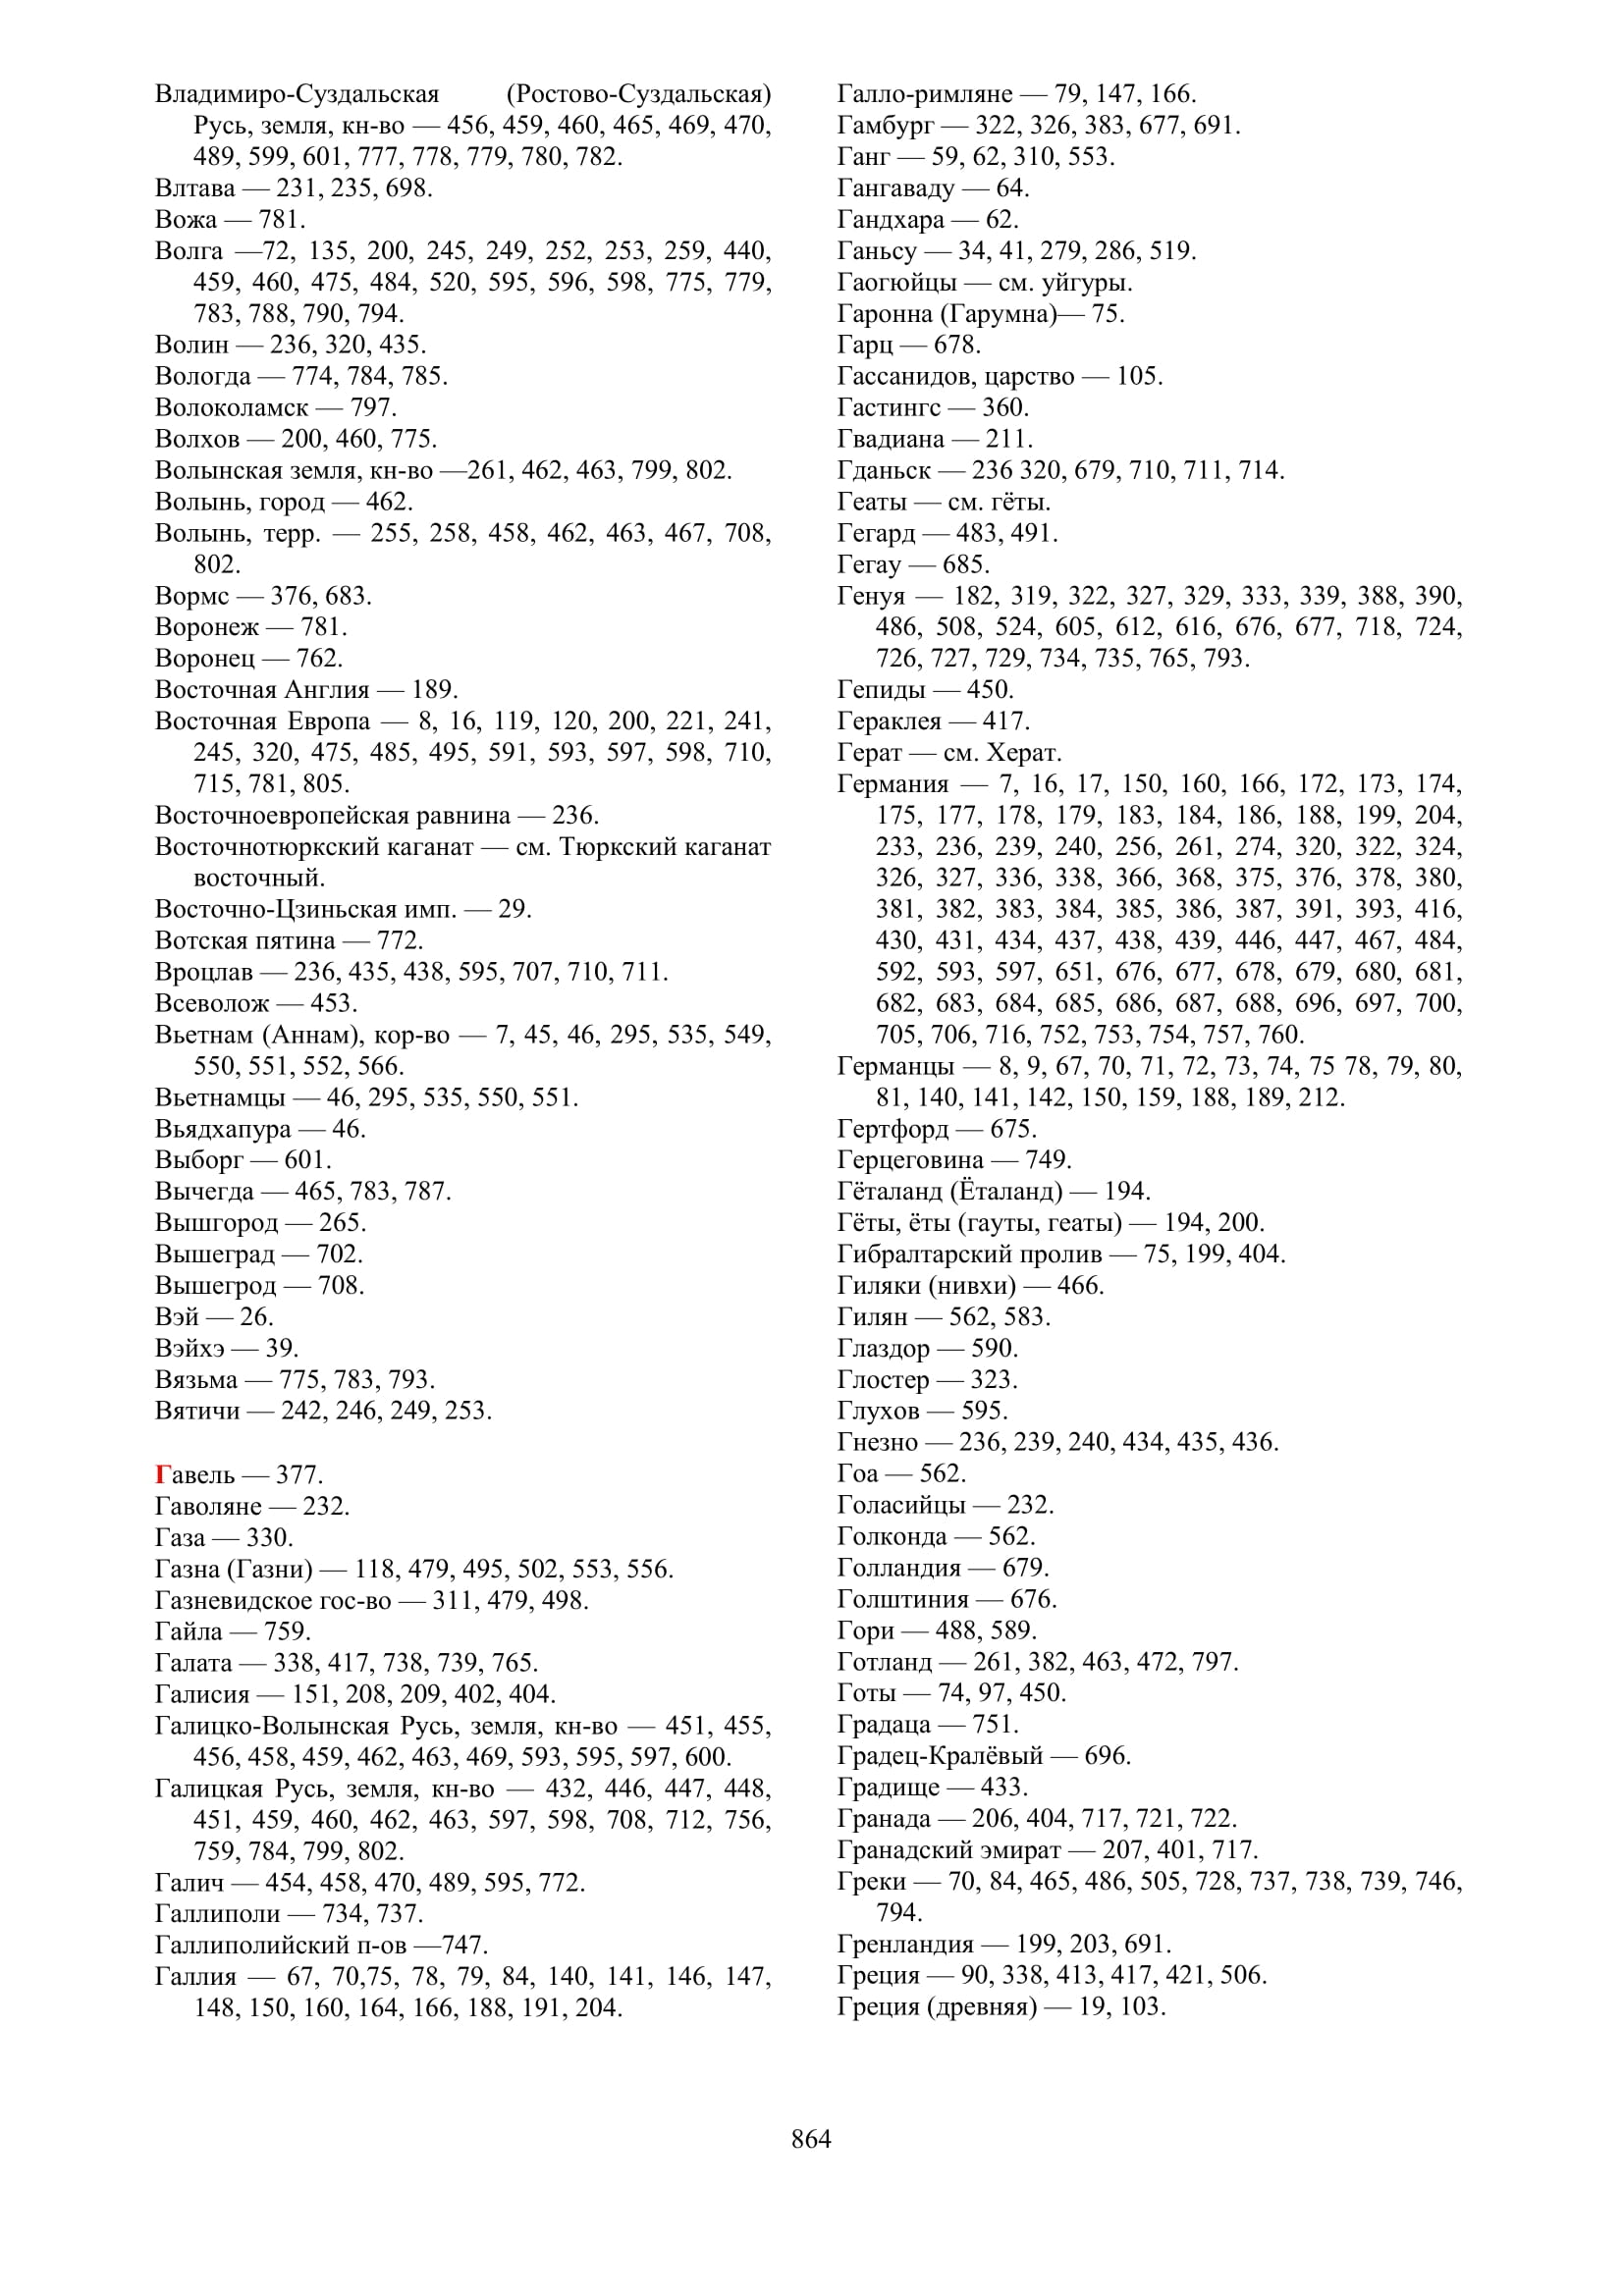 Владимиро-Суздальская (Ростово-Суздальская)
Русь, земля, кн-во — 456, 459, 460, 465, 469, 470,
489, 599, 601, 777, 778, 779, 780, 782.
Влтава — 231, 235, 698.
Вожа — 781.
Волга —72, 135, 200, 245, 249, 252, 253, 259, 440,
459, 460, 475, 484, 520, 595, 596, 598, 775, 779,
783, 788, 790, 794.
Волин — 236, 320, 435.
Вологда — 774, 784, 785.
Волоколамск — 797.
Волхов — 200, 460, 775.
Волынская земля, кн-во —261, 462, 463, 799, 802.
Волынь, город — 462.
Волынь, терр. — 255, 258, 458, 462, 463, 467, 708,
802.
Вормс — 376, 683.
Воронеж — 781.
Воронец — 762.
Восточная Англия — 189.
Восточная Европа — 8, 16, 119, 120, 200, 221, 241,
245, 320, 475, 485, 495, 591, 593, 597, 598, 710,
715, 781, 805.
Восточноевропейская равнина — 236.
Восточнотюркский каганат — см. Тюркский каганат
восточный.
Восточно-Цзиньская имп. — 29.
Вотская пятина — 772.
Вроцлав — 236, 435, 438, 595, 707, 710, 711.
Всеволож — 453.
Вьетнам (Аннам), кор-во — 7, 45, 46, 295, 535, 549,
550, 551, 552, 566.
Вьетнамцы — 46, 295, 535, 550, 551.
Вьядхапура — 46.
Выборг — 601.
Вычегда — 465, 783, 787.
Вышгород — 265.
Вышеград — 702.
Вышегрод — 708.
Вэй — 26.
Вэйхэ — 39.
Вязьма — 775, 783, 793.
Вятичи — 242, 246, 249, 253.
Гавель — 377.
Гаволяне — 232.
Газа — 330.
Газна (Газни) — 118, 479, 495, 502, 553, 556.
Газневидское гос-во — 311, 479, 498.
Гайла — 759.
Галата — 338, 417, 738, 739, 765.
Галисия — 151, 208, 209, 402, 404.
Галицко-Волынская Русь, земля, кн-во — 451, 455,
456, 458, 459, 462, 463, 469, 593, 595, 597, 600.
Галицкая Русь, земля, кн-во — 432, 446, 447, 448,
451, 459, 460, 462, 463, 597, 598, 708, 712, 756,
759, 784, 799, 802.
Галич — 454, 458, 470, 489, 595, 772.
Галлиполи — 734, 737.
Галлиполийский п-ов —747.
Галлия — 67, 70,75, 78, 79, 84, 140, 141, 146, 147,
148, 150, 160, 164, 166, 188, 191, 204.
Галло-римляне — 79, 147, 166.
Гамбург — 322, 326, 383, 677, 691.
Ганг — 59, 62, 310, 553.
Гангаваду — 64.
Гандхара — 62.
Ганьсу — 34, 41, 279, 286, 519.
Гаогюйцы — см. уйгуры.
Гаронна (Гарумна)— 75.
Гарц — 678.
Гассанидов, царство — 105.
Гастингс — 360.
Гвадиана — 211.
Гданьск — 236 320, 679, 710, 711, 714.
Геаты — см. гёты.
Гегард — 483, 491.
Гегау — 685.
Генуя — 182, 319, 322, 327, 329, 333, 339, 388, 390,
486, 508, 524, 605, 612, 616, 676, 677, 718, 724,
726, 727, 729, 734, 735, 765, 793.
Гепиды — 450.
Гераклея — 417.
Герат — см. Херат.
Германия — 7, 16, 17, 150, 160, 166, 172, 173, 174,
175, 177, 178, 179, 183, 184, 186, 188, 199, 204,
233, 236, 239, 240, 256, 261, 274, 320, 322, 324,
326, 327, 336, 338, 366, 368, 375, 376, 378, 380,
381, 382, 383, 384, 385, 386, 387, 391, 393, 416,
430, 431, 434, 437, 438, 439, 446, 447, 467, 484,
592, 593, 597, 651, 676, 677, 678, 679, 680, 681,
682, 683, 684, 685, 686, 687, 688, 696, 697, 700,
705, 706, 716, 752, 753, 754, 757, 760.
Германцы — 8, 9, 67, 70, 71, 72, 73, 74, 75 78, 79, 80,
81, 140, 141, 142, 150, 159, 188, 189, 212.
Гертфорд — 675.
Герцеговина — 749.
Гёталанд (Ёталанд) — 194.
Гёты, ёты (гауты, геаты) — 194, 200.
Гибралтарский пролив — 75, 199, 404.
Гиляки (нивхи) — 466.
Гилян — 562, 583.
Глаздор — 590.
Глостер — 323.
Глухов — 595.
Гнезно — 236, 239, 240, 434, 435, 436.
Гоа — 562.
Голасийцы — 232.
Голконда — 562.
Голландия — 679.
Голштиния — 676.
Гори — 488, 589.
Готланд — 261, 382, 463, 472, 797.
Готы — 74, 97, 450.
Градаца — 751.
Градец-Кралёвый — 696.
Градище — 433.
Гранада — 206, 404, 717, 721, 722.
Гранадский эмират — 207, 401, 717.
Греки — 70, 84, 465, 486, 505, 728, 737, 738, 739, 746,
794.
Гренландия — 199, 203, 691.
Греция — 90, 338, 413, 417, 421, 506.
Греция (древняя) — 19, 103.
864